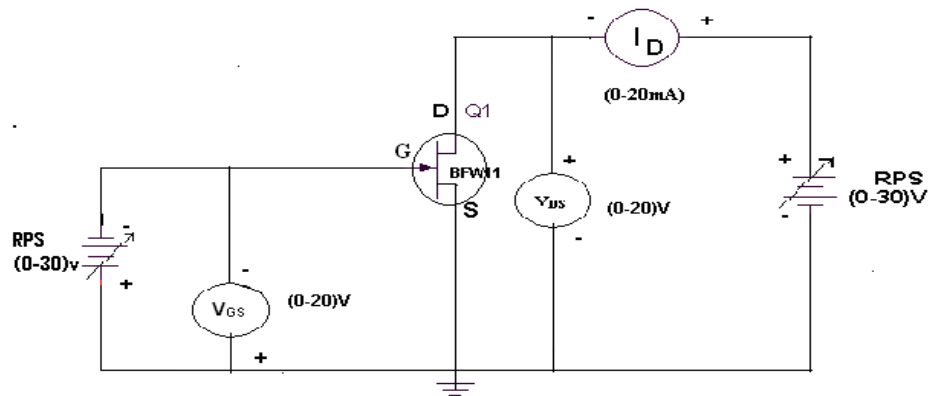 - I D +
(0-20mA)
D Q1
G
BFW11
S
+
VDS
-
(0-20)V
+
-
RPS
(0-30)V
RPS
(0-30)v
-
+
-
VGS
+
(0-20)V